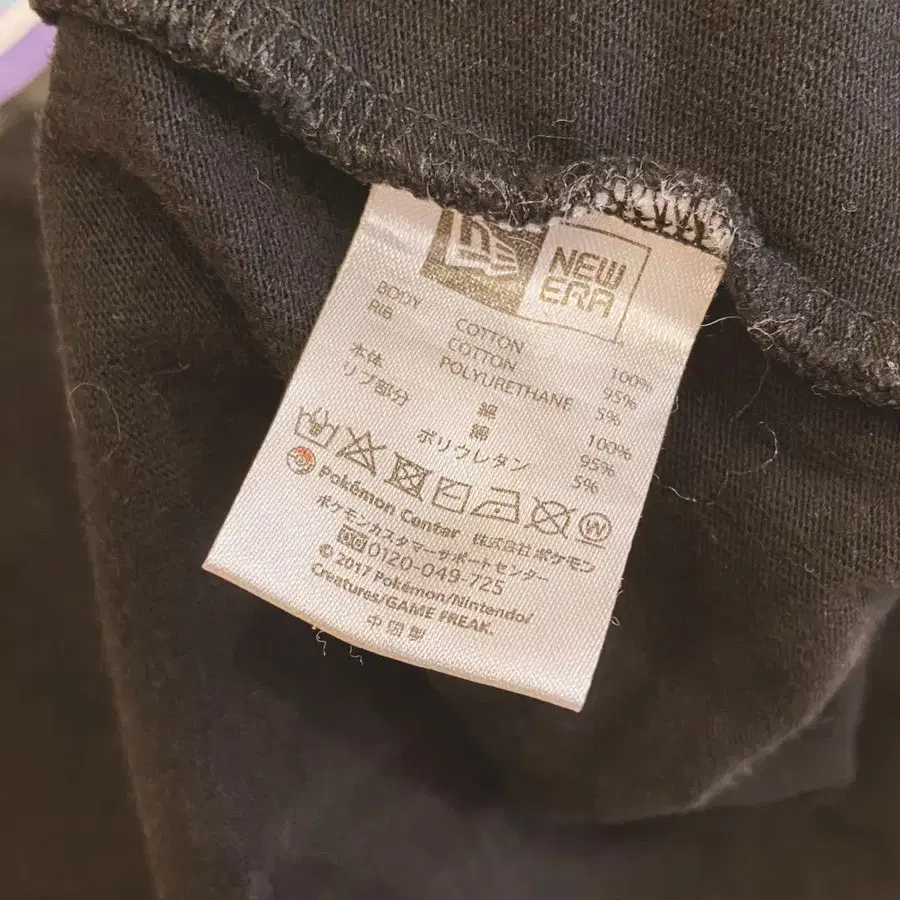 NEW ERA
BODY COTTON 100%
RIB COTTON 95%
POLYURETHANE 5%
本体 綿 100%
リブ部分 綿 95%
ポリウレタン 5%
Pokémon Center 株式会社ポケモン
ポケモンカスタマーサポートセンター
0120-049-725
© 2017 Pokémon/Nintendo/
Creatures/GAME FREAK.
中国製